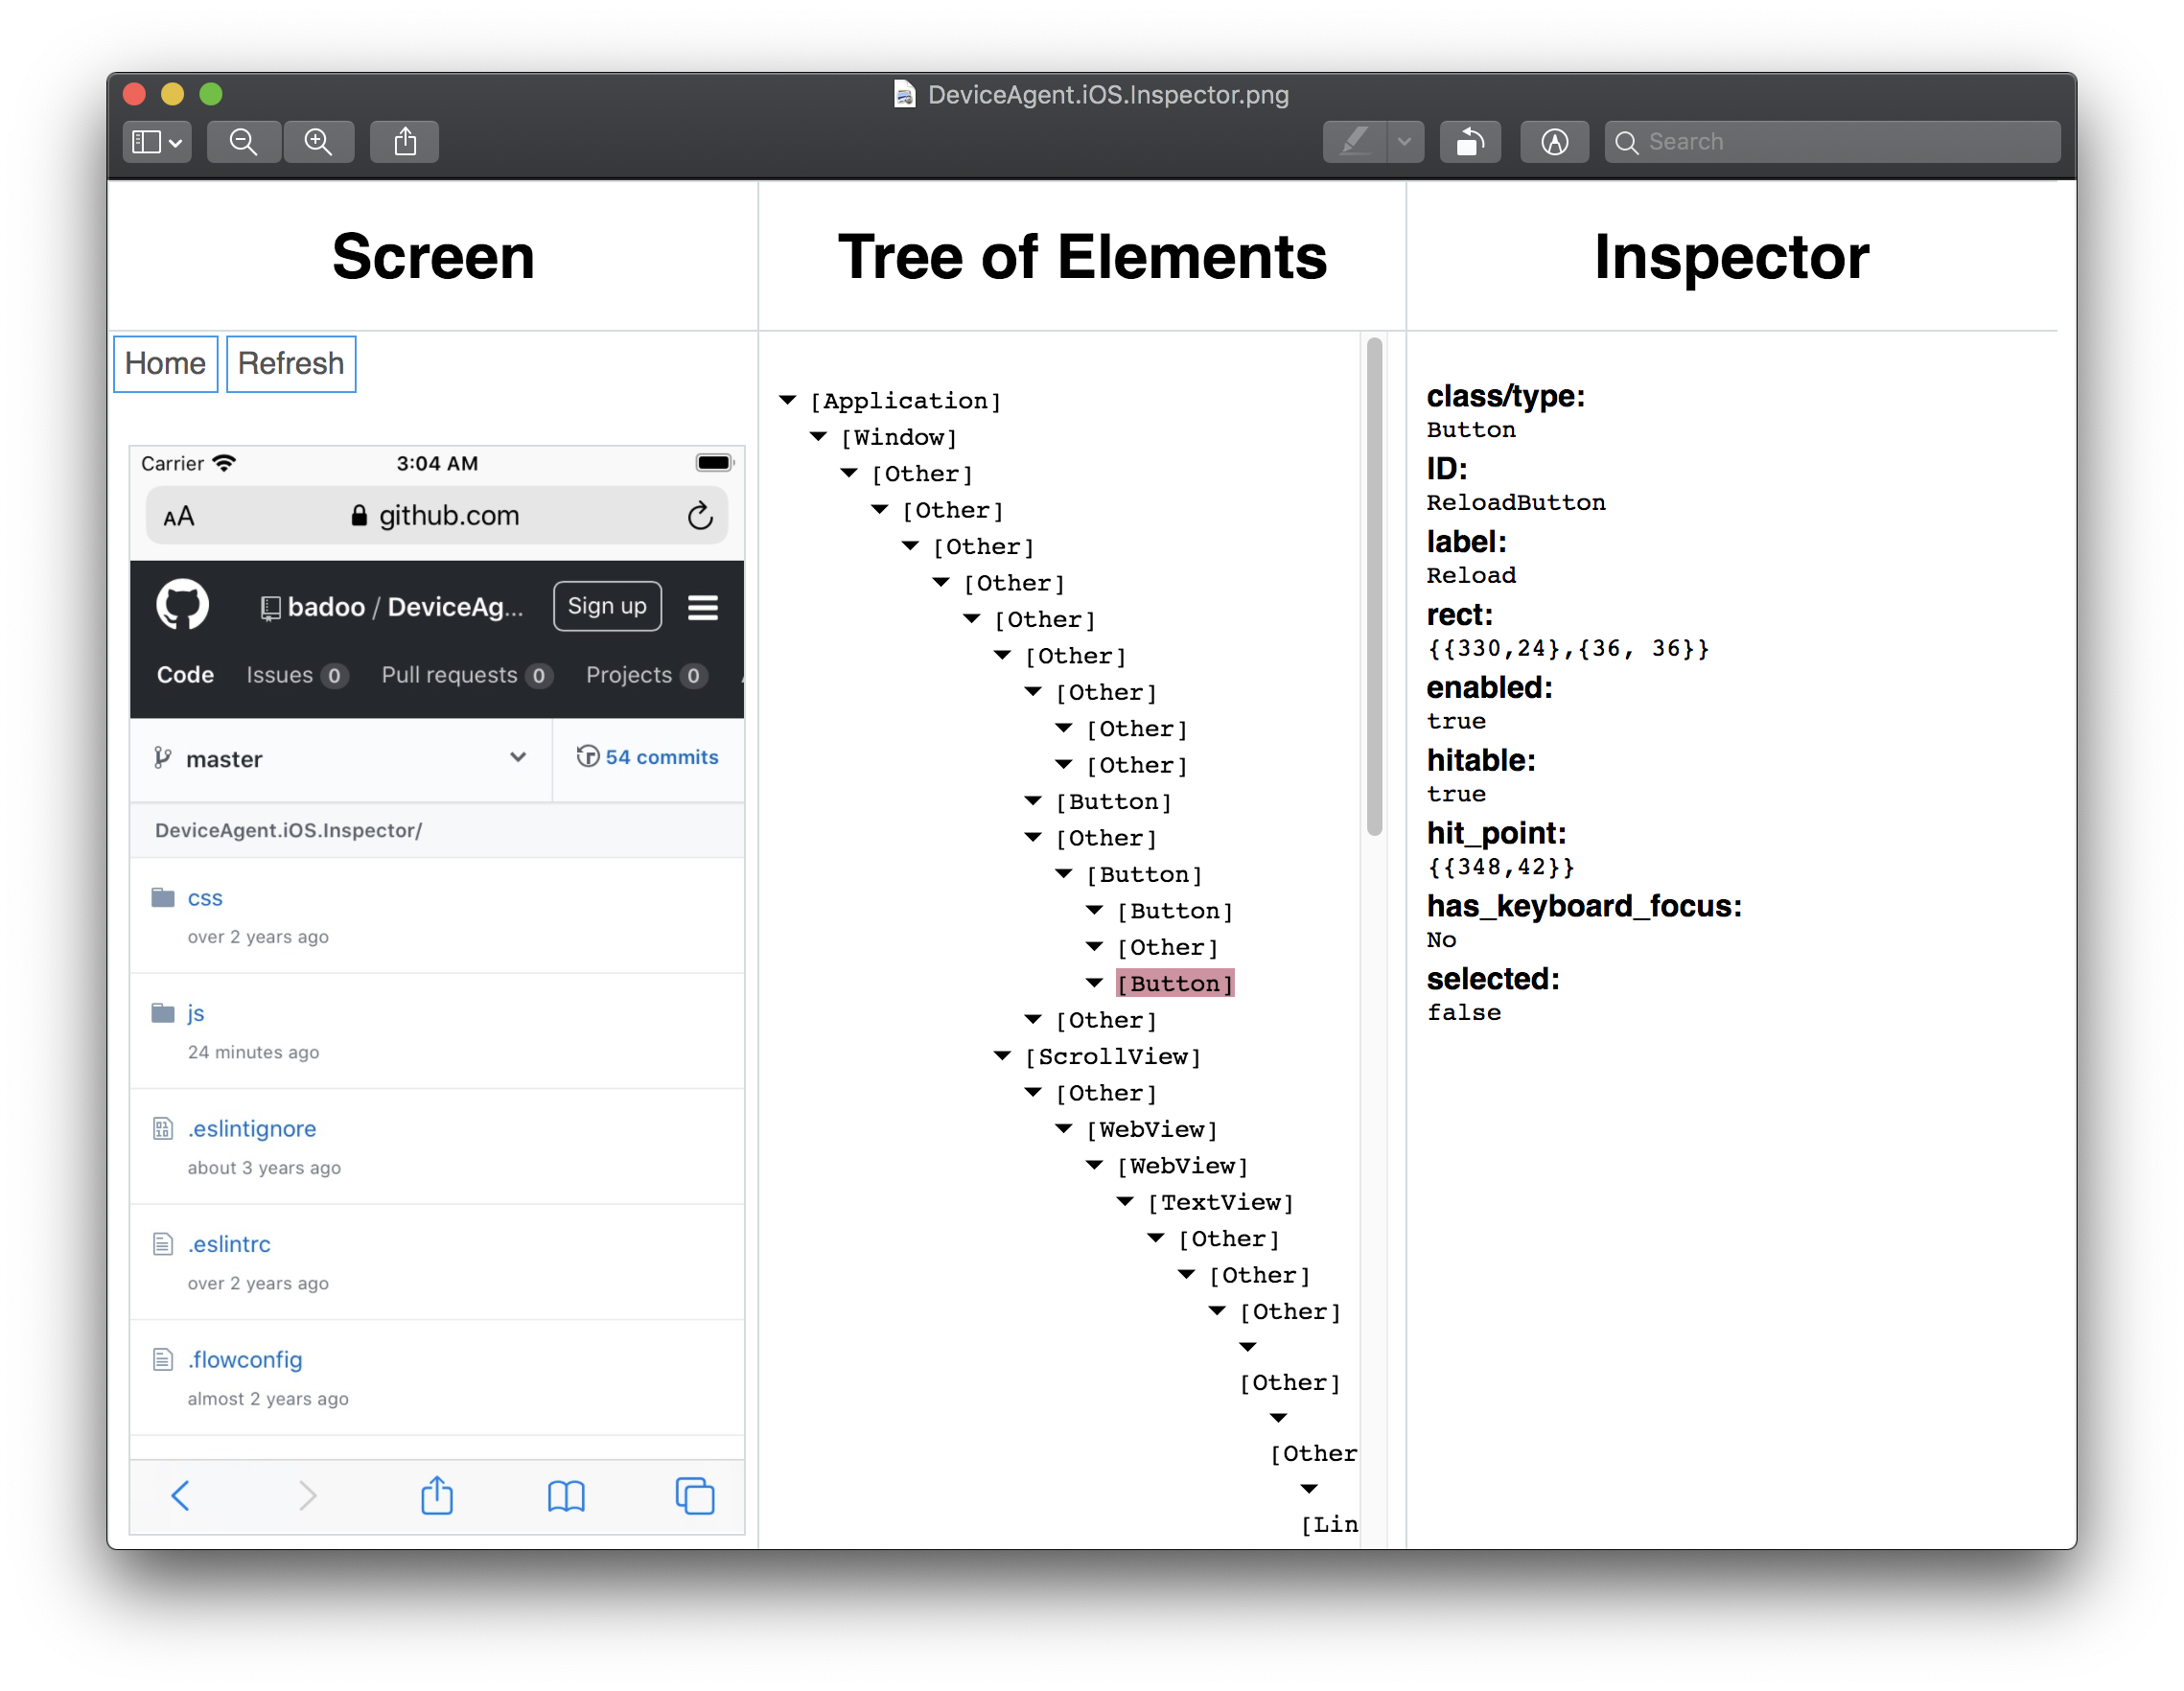 DeviceAgent.iOS.Inspector.png
Search
Screen
Tree of Elements
Inspector
Home
Refresh
Carrier
3:04 AM
AA
github.com
badoo / DeviceAg...
Sign up
Code
Issues 0
Pull requests 0
Projects 0
master
54 commits
DeviceAgent.iOS.Inspector/
css
over 2 years ago
js
24 minutes ago
.eslintignore
about 3 years ago
.eslintrc
over 2 years ago
.flowconfig
almost 2 years ago
[Application]
[Window]
[Other]
[Other]
[Other]
[Other]
[Other]
[Other]
[Other]
[Other]
[Other]
[Button]
[Other]
[Button]
[Button]
[Other]
[Button]
[Other]
[ScrollView]
[Other]
[WebView]
[WebView]
[TextView]
[Other]
[Other]
[Other]
[Other]
[Other
[Lin
class/type:
Button
ID:
ReloadButton
label:
Reload
rect:
{{330,24},{36, 36}}
enabled:
true
hitable:
true
hit_point:
{{348,42}}
has_keyboard_focus:
No
selected:
false